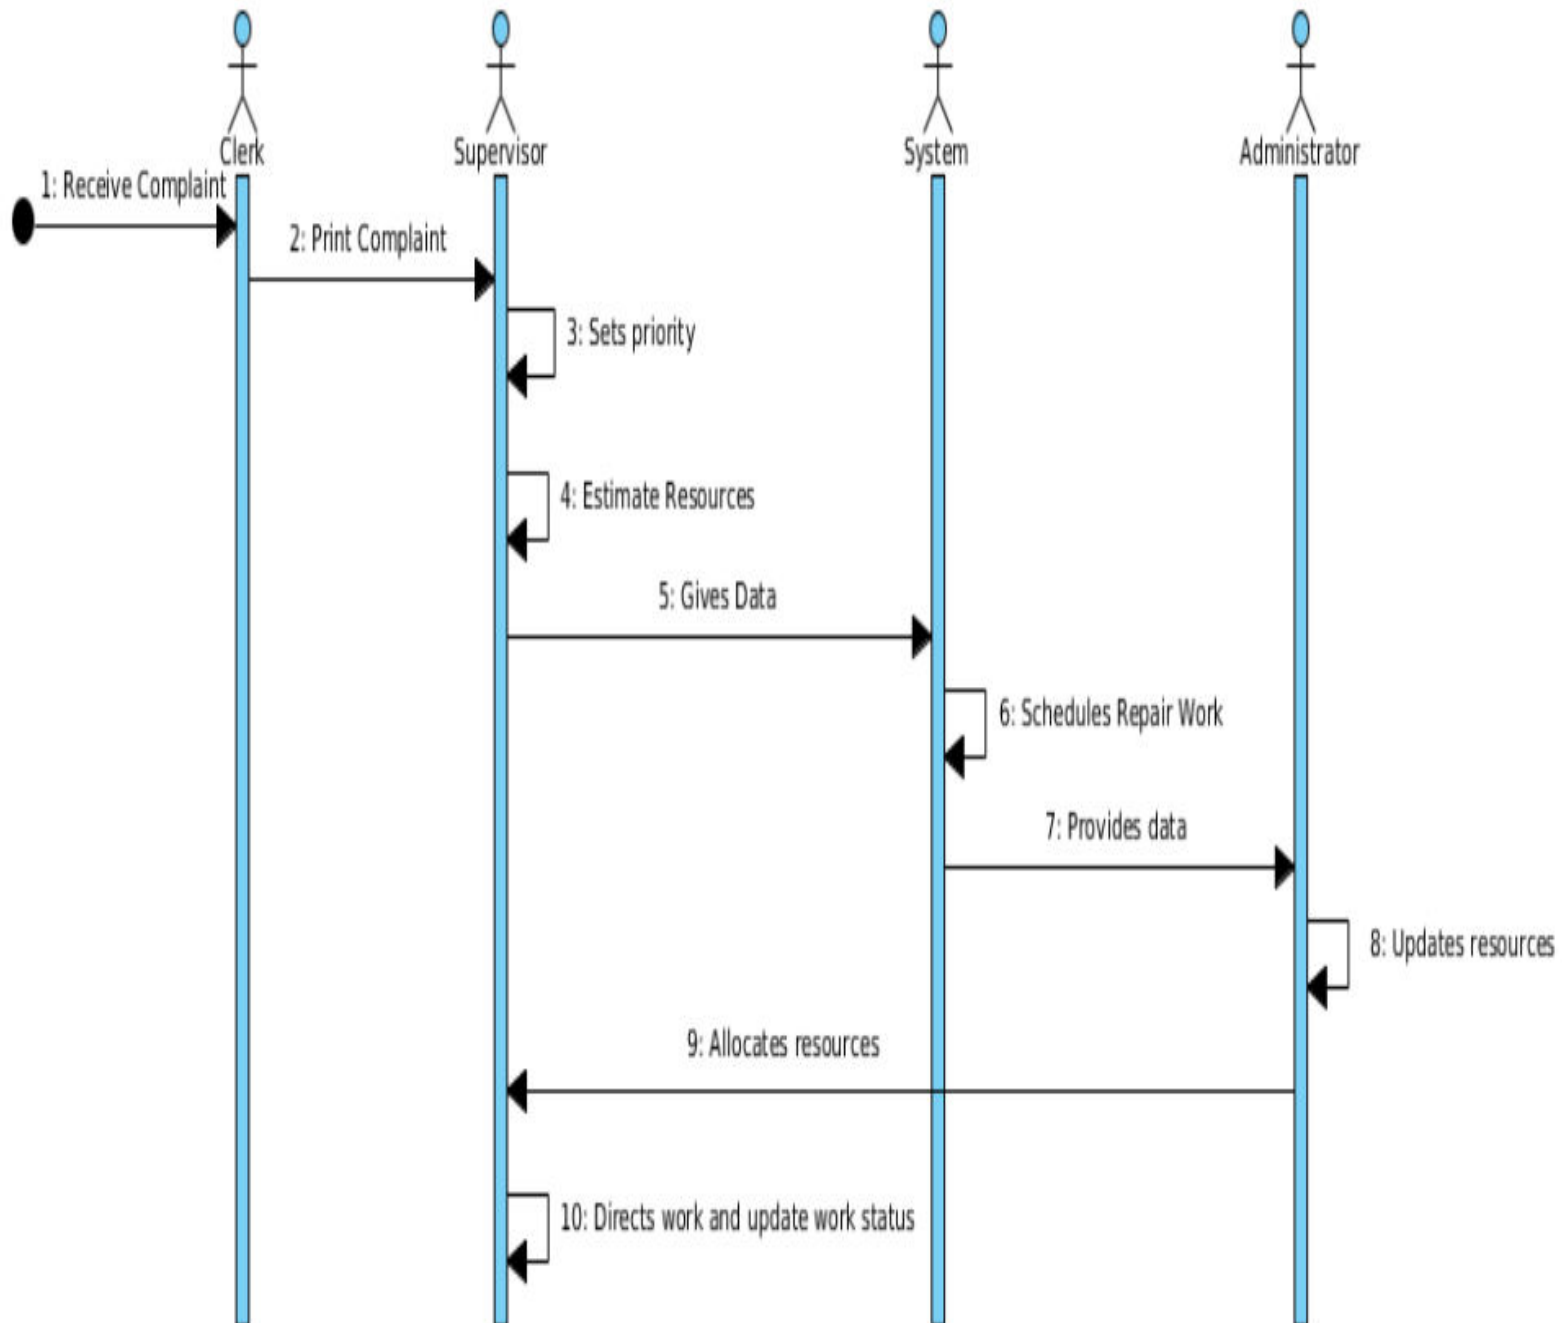 Clerk
Supervisor
System
Administrator
1: Receive Complaint
2: Print Complaint
3: Sets priority
4: Estimate Resources
5: Gives Data
6: Schedules Repair Work
7: Provides data
8: Updates resources
9: Allocates resources
10: Directs work and update work status